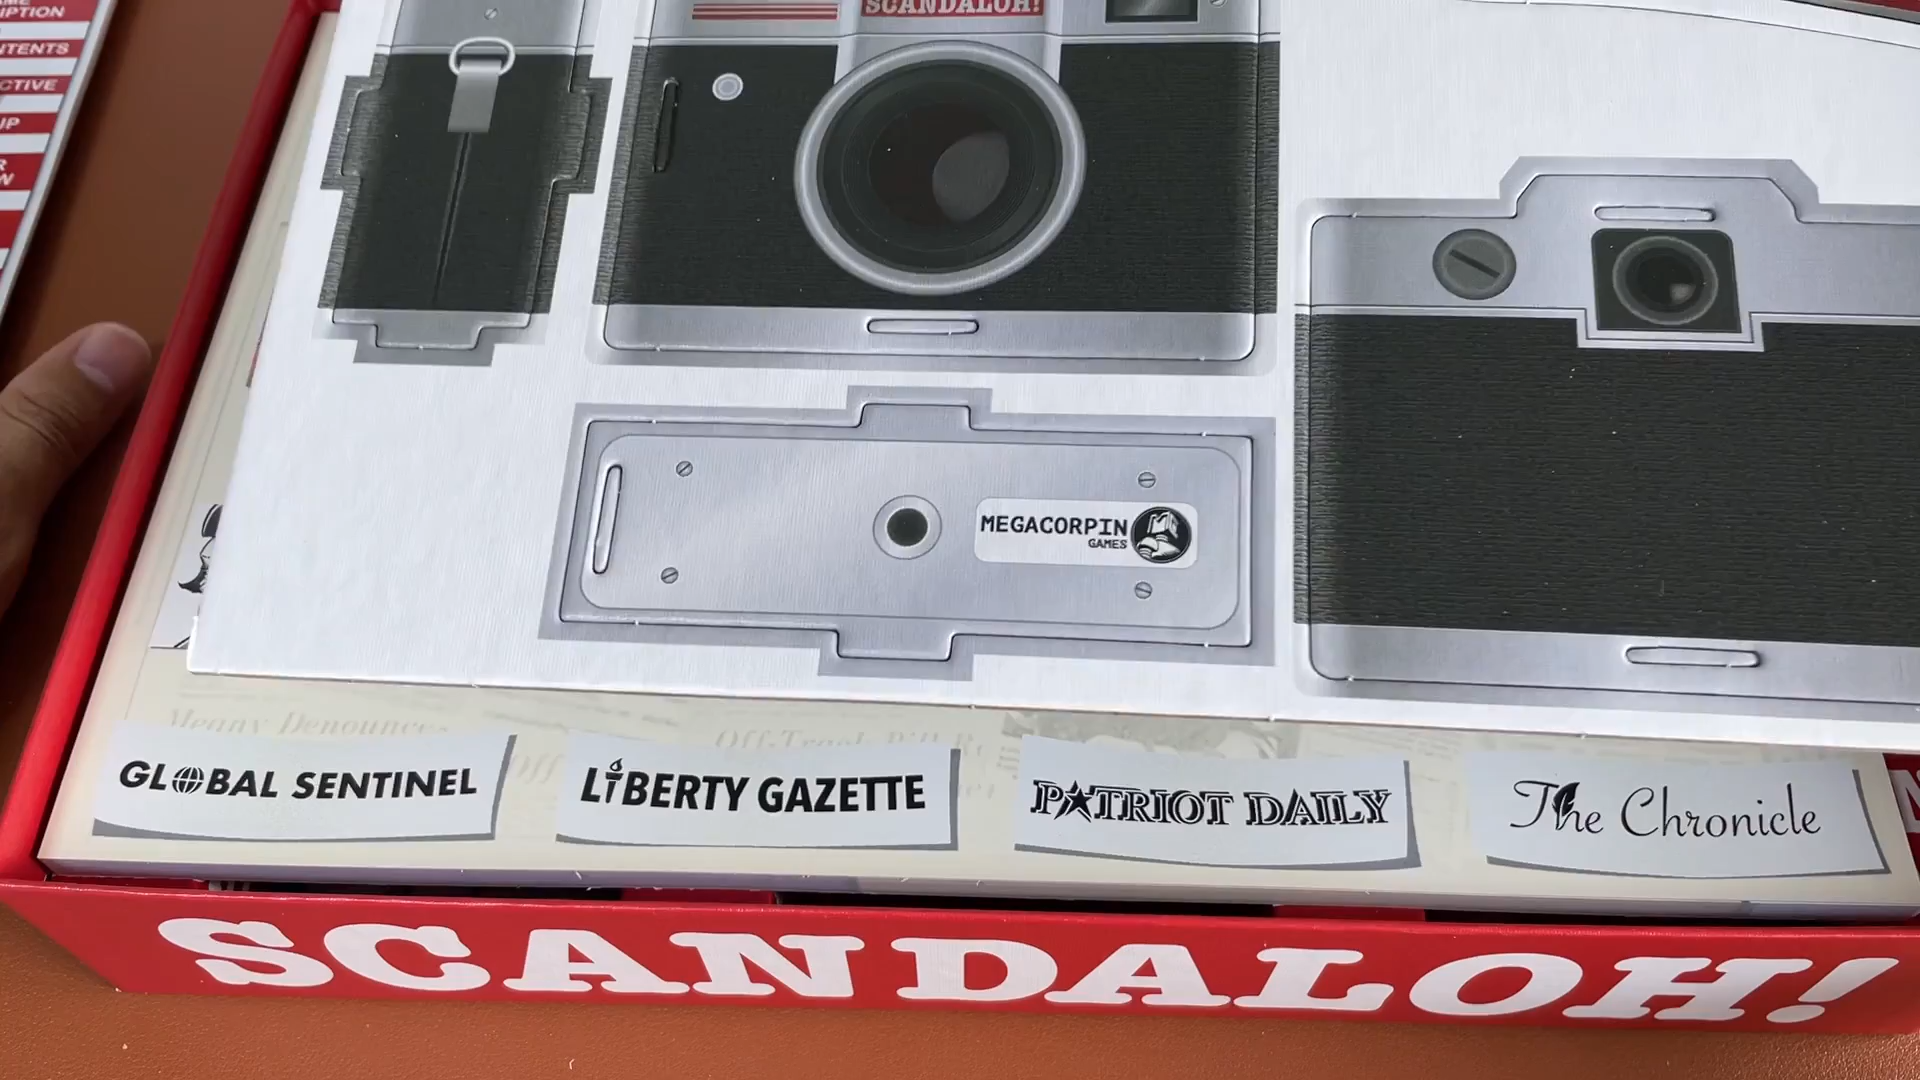 SCANDALOH!
MEGACORPIN
GAMES
GLOBAL SENTINEL
LIBERTY GAZETTE
PATRIOT DAILY
The Chronicle
SCANDALOH!